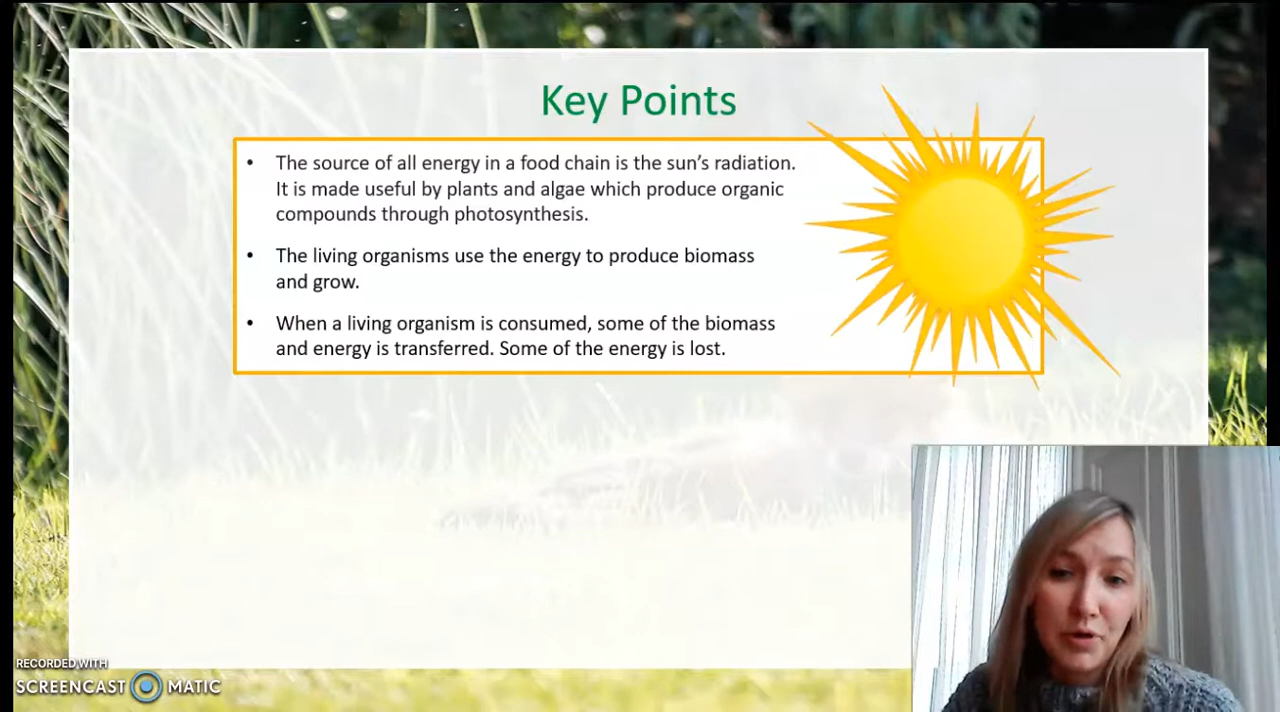 Key Points
• The source of all energy in a food chain is the sun’s radiation.
It is made useful by plants and algae which produce organic
compounds through photosynthesis.
• The living organisms use the energy to produce biomass
and grow.
• When a living organism is consumed, some of the biomass
and energy is transferred. Some of the energy is lost.
RECORDED WITH
SCREENCAST MATIC